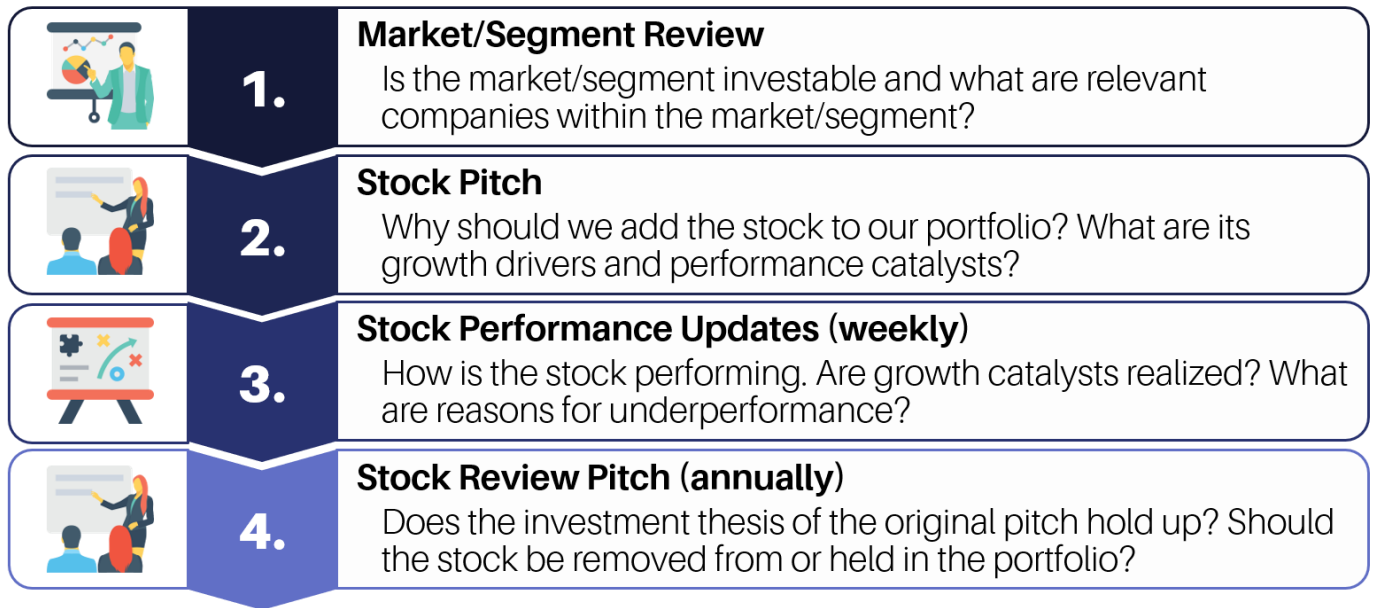 1.
Market/Segment Review
Is the market/segment investable and what are relevant
companies within the market/segment?
2.
Stock Pitch
Why should we add the stock to our portfolio? What are its
growth drivers and performance catalysts?
3.
Stock Performance Updates (weekly)
How is the stock performing. Are growth catalysts realized? What
are reasons for underperformance?
4.
Stock Review Pitch (annually)
Does the investment thesis of the original pitch hold up? Should
the stock be removed from or held in the portfolio?